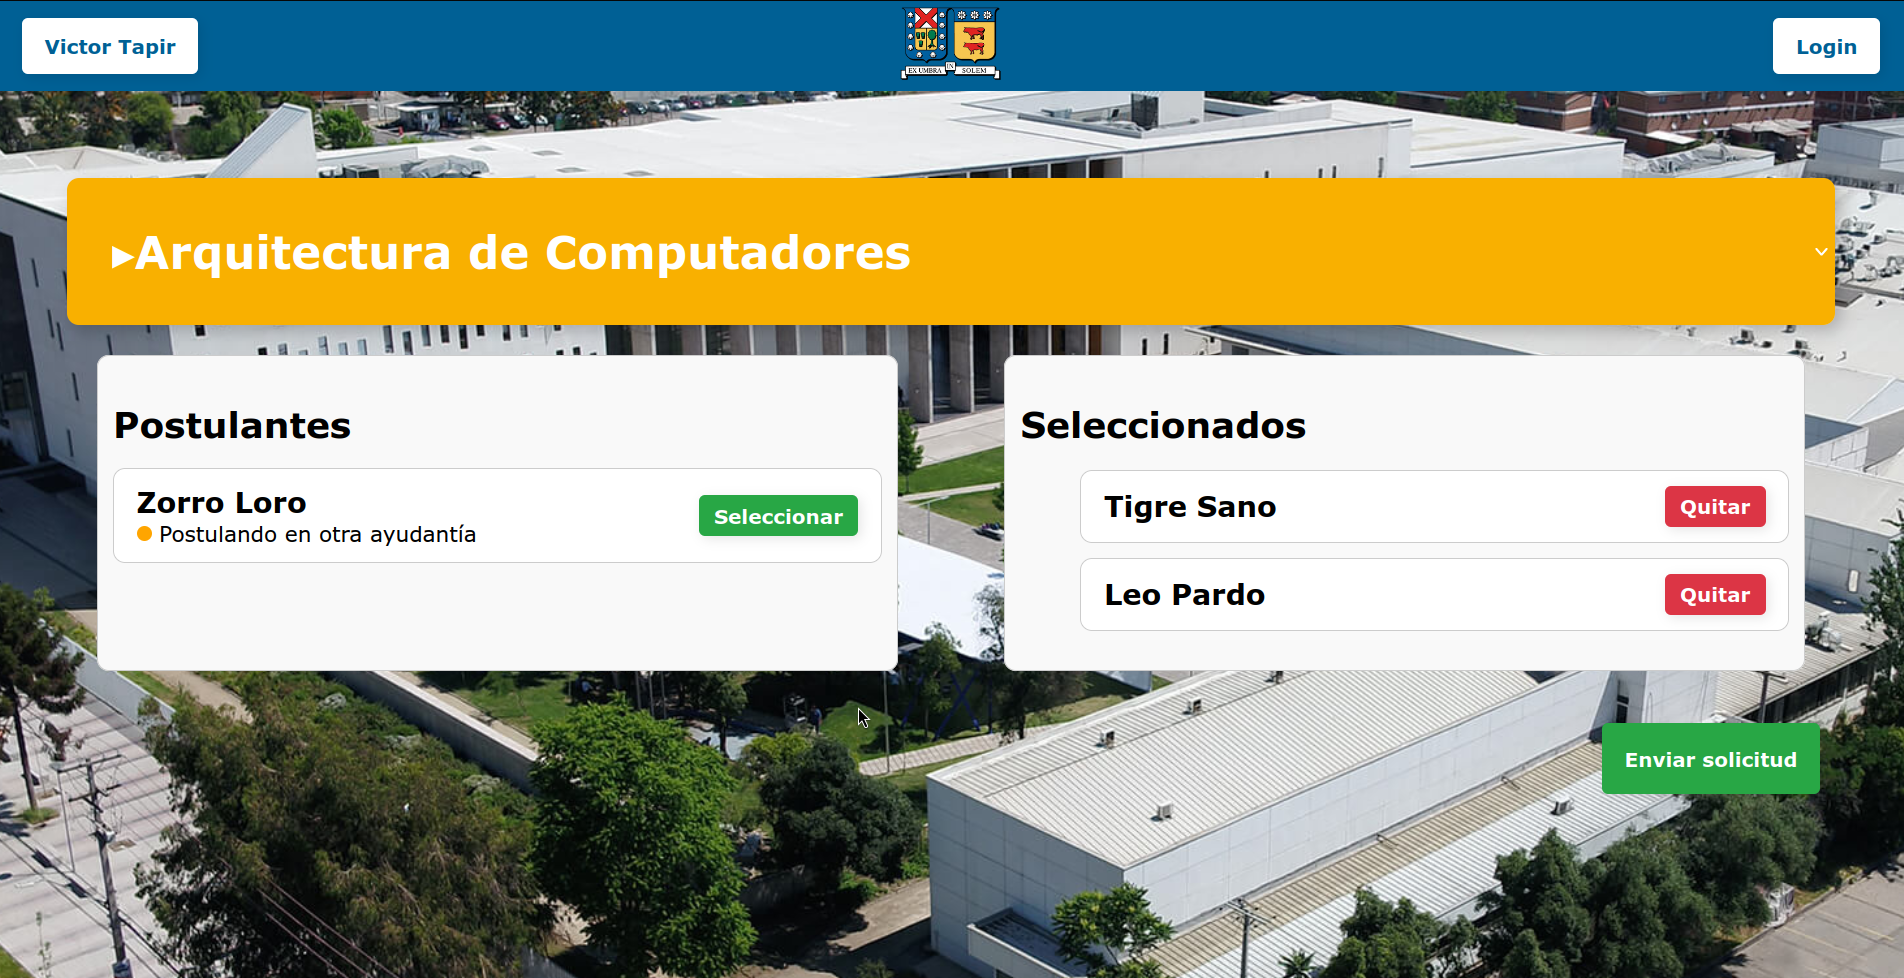 Victor Tapir
EX UMBRA IN SOLEM
Login
▸Arquitectura de Computadores
Postulantes
Zorro Loro
Postulando en otra ayudantía
Seleccionar
Seleccionados
Tigre Sano
Quitar
Leo Pardo
Quitar
Enviar solicitud